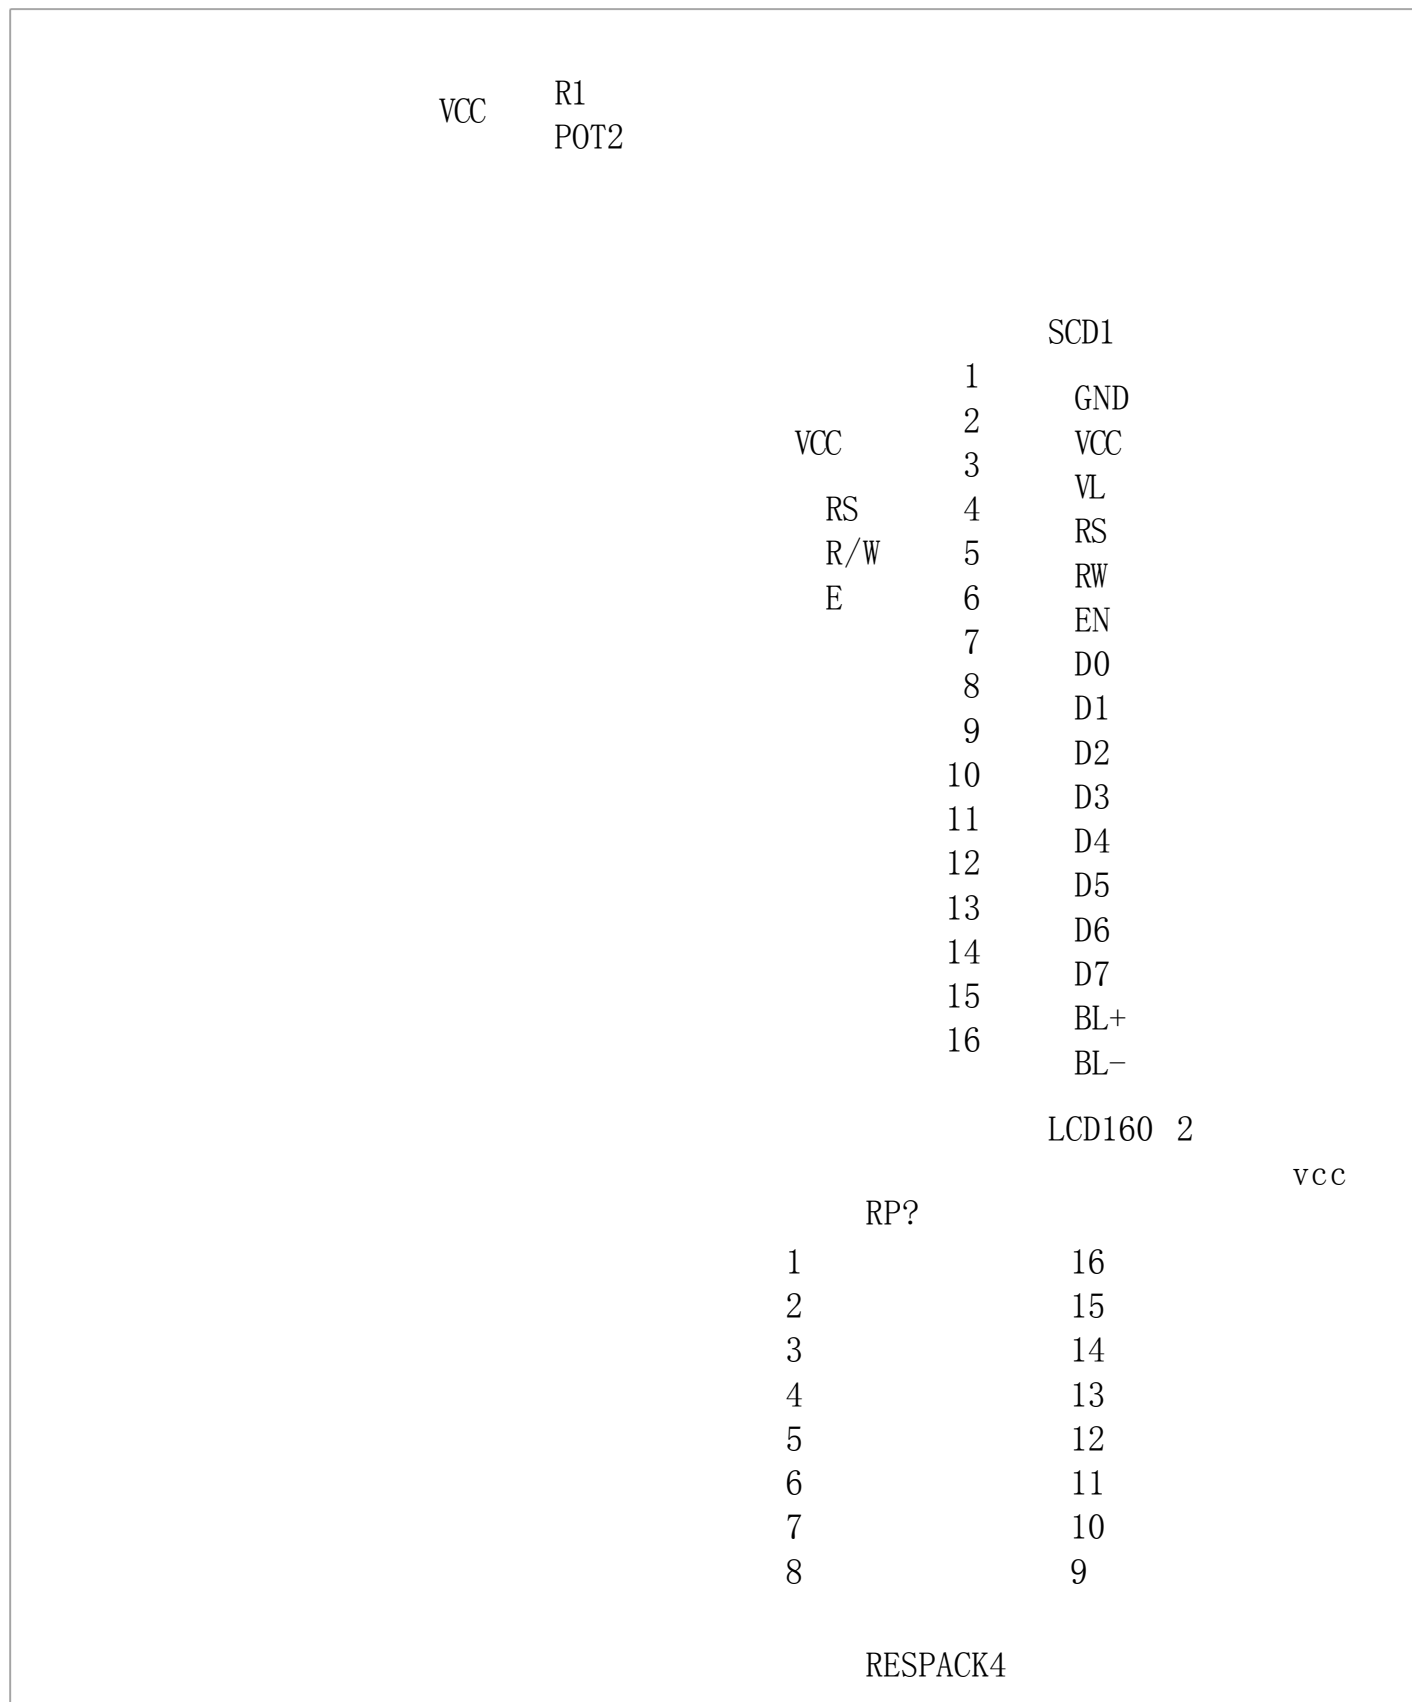 R1
VCC
POT2
SCD1
1
GND
2
VCC
VCC
3
VL
RS
4
RS
R/W
5
RW
E
6
EN
7
D0
8
D1
9
D2
10
D3
11
D4
12
D5
13
D6
14
D7
15
BL+
16
BL-
LCD160 2
vcc
RP?
1 16
2 15
3 14
4 13
5 12
6 11
7 10
8 9
RESPACK4